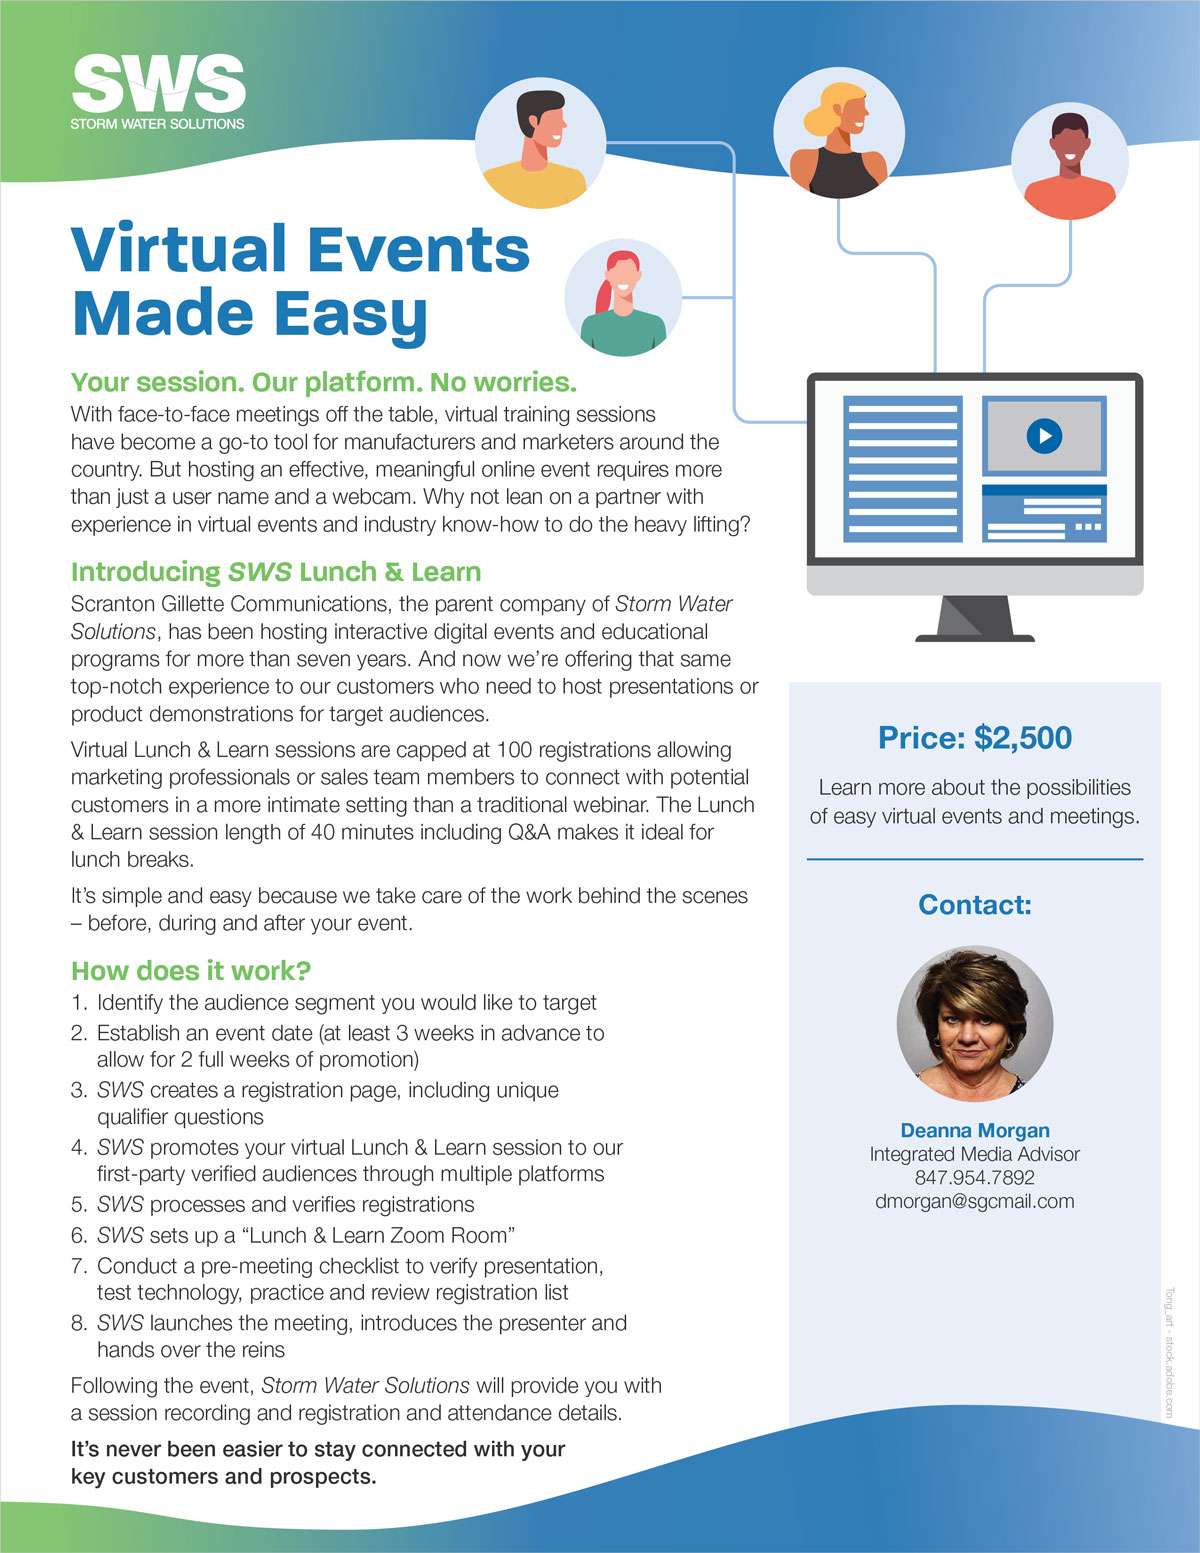 SWS
STORM WATER SOLUTIONS
Virtual Events
Made Easy
Your session. Our platform. No worries.
With face-to-face meetings off the table, virtual training sessions
have become a go-to tool for manufacturers and marketers around the
country. But hosting an effective, meaningful online event requires more
than just a user name and a webcam. Why not lean on a partner with
experience in virtual events and industry know-how to do the heavy lifting?
Introducing SWS Lunch & Learn
Scranton Gillette Communications, the parent company of Storm Water
Solutions, has been hosting interactive digital events and educational
programs for more than seven years. And now we're offering that same
top-notch experience to our customers who need to host presentations or
product demonstrations for target audiences.
Virtual Lunch & Learn sessions are capped at 100 registrations allowing
marketing professionals or sales team members to connect with potential
customers in a more intimate setting than a traditional webinar. The Lunch
& Learn session length of 40 minutes including Q&A makes it ideal for
lunch breaks.
It's simple and easy because we take care of the work behind the scenes
– before, during and after your event.
How does it work?
1. Identify the audience segment you would like to target
2. Establish an event date (at least 3 weeks in advance to
allow for 2 full weeks of promotion)
3. SWS creates a registration page, including unique
qualifier questions
4. SWS promotes your virtual Lunch & Learn session to our
first-party verified audiences through multiple platforms
5. SWS processes and verifies registrations
6. SWS sets up a “Lunch & Learn Zoom Room”
7. Conduct a pre-meeting checklist to verify presentation,
test technology, practice and review registration list
8. SWS launches the meeting, introduces the presenter and
hands over the reins
Following the event, Storm Water Solutions will provide you with
a session recording and registration and attendance details.
It's never been easier to stay connected with your
key customers and prospects.
Price: $2,500
Learn more about the possibilities
of easy virtual events and meetings.
Contact:
Deanna Morgan
Integrated Media Advisor
847.954.7892
dmorgan@sgcmail.com
Tong_art - stock.adobe.com